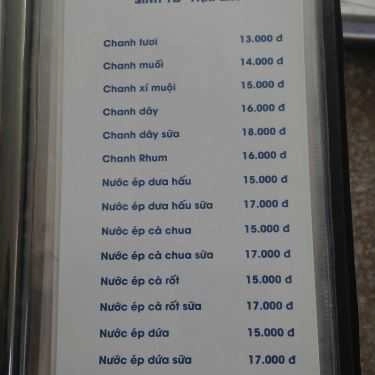 Chanh tươi 13.000 đ
Chanh muối 14.000 đ
Chanh xí muội 15.000 đ
Chanh dây 16.000 đ
Chanh dây sữa 18.000 đ
Chanh Rhum 16.000 đ
Nước ép dưa hấu 15.000 đ
Nước ép dưa hấu sữa 17.000 đ
Nước ép cà chua 15.000 đ
Nước ép cà chua sữa 17.000 đ
Nước ép cà rốt 15.000 đ
Nước ép cà rốt sữa 17.000 đ
Nước ép dứa 15.000 đ
Nước ép dứa sữa 17.000 đ